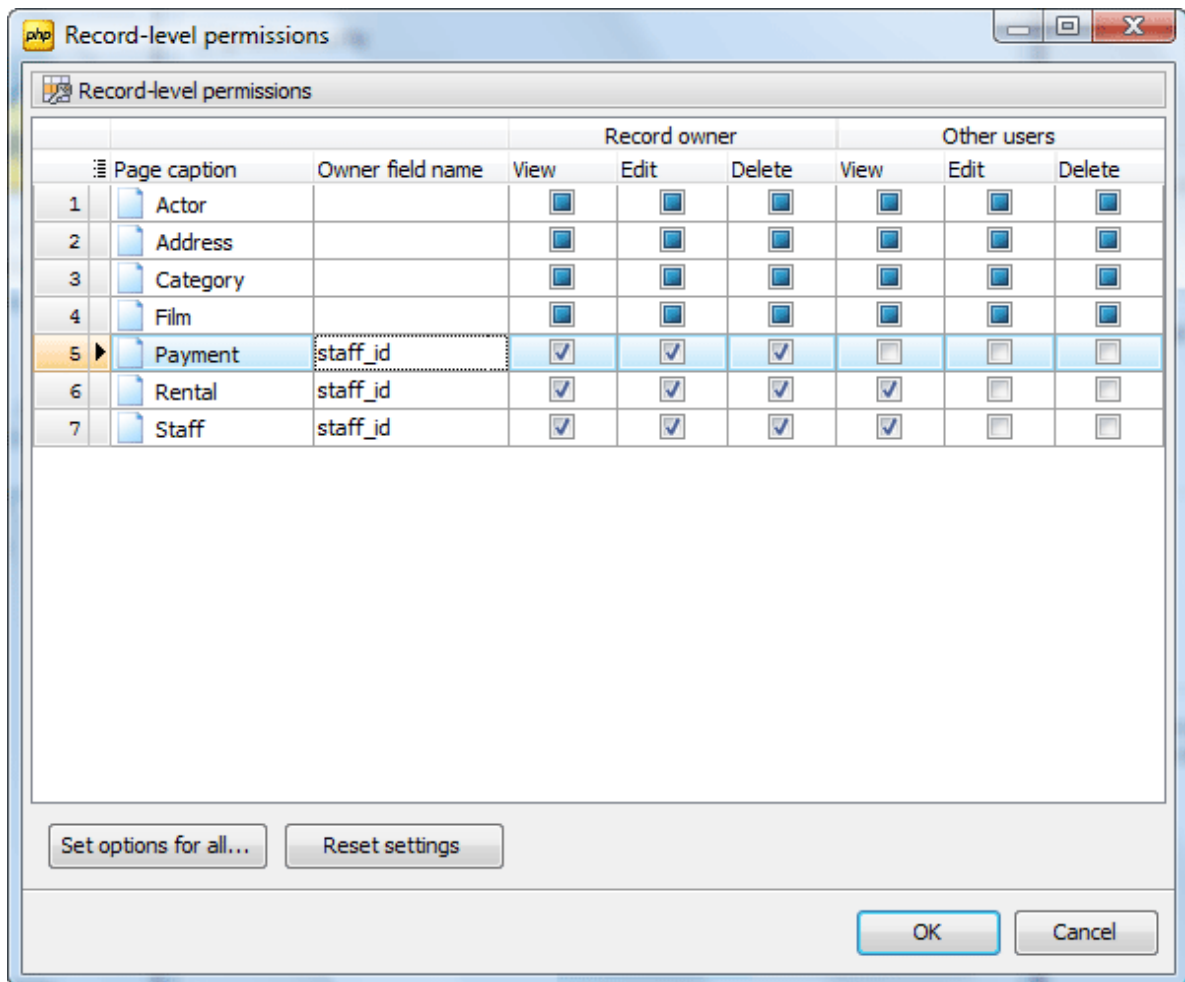 php Record-level permissions
Record-level permissions
Record owner Other users
Page caption Owner field name View Edit Delete View Edit Delete
1 Actor
2 Address
3 Category
4 Film
5 Payment staff_id
6 Rental staff_id
7 Staff staff_id
Set options for all... Reset settings
OK Cancel